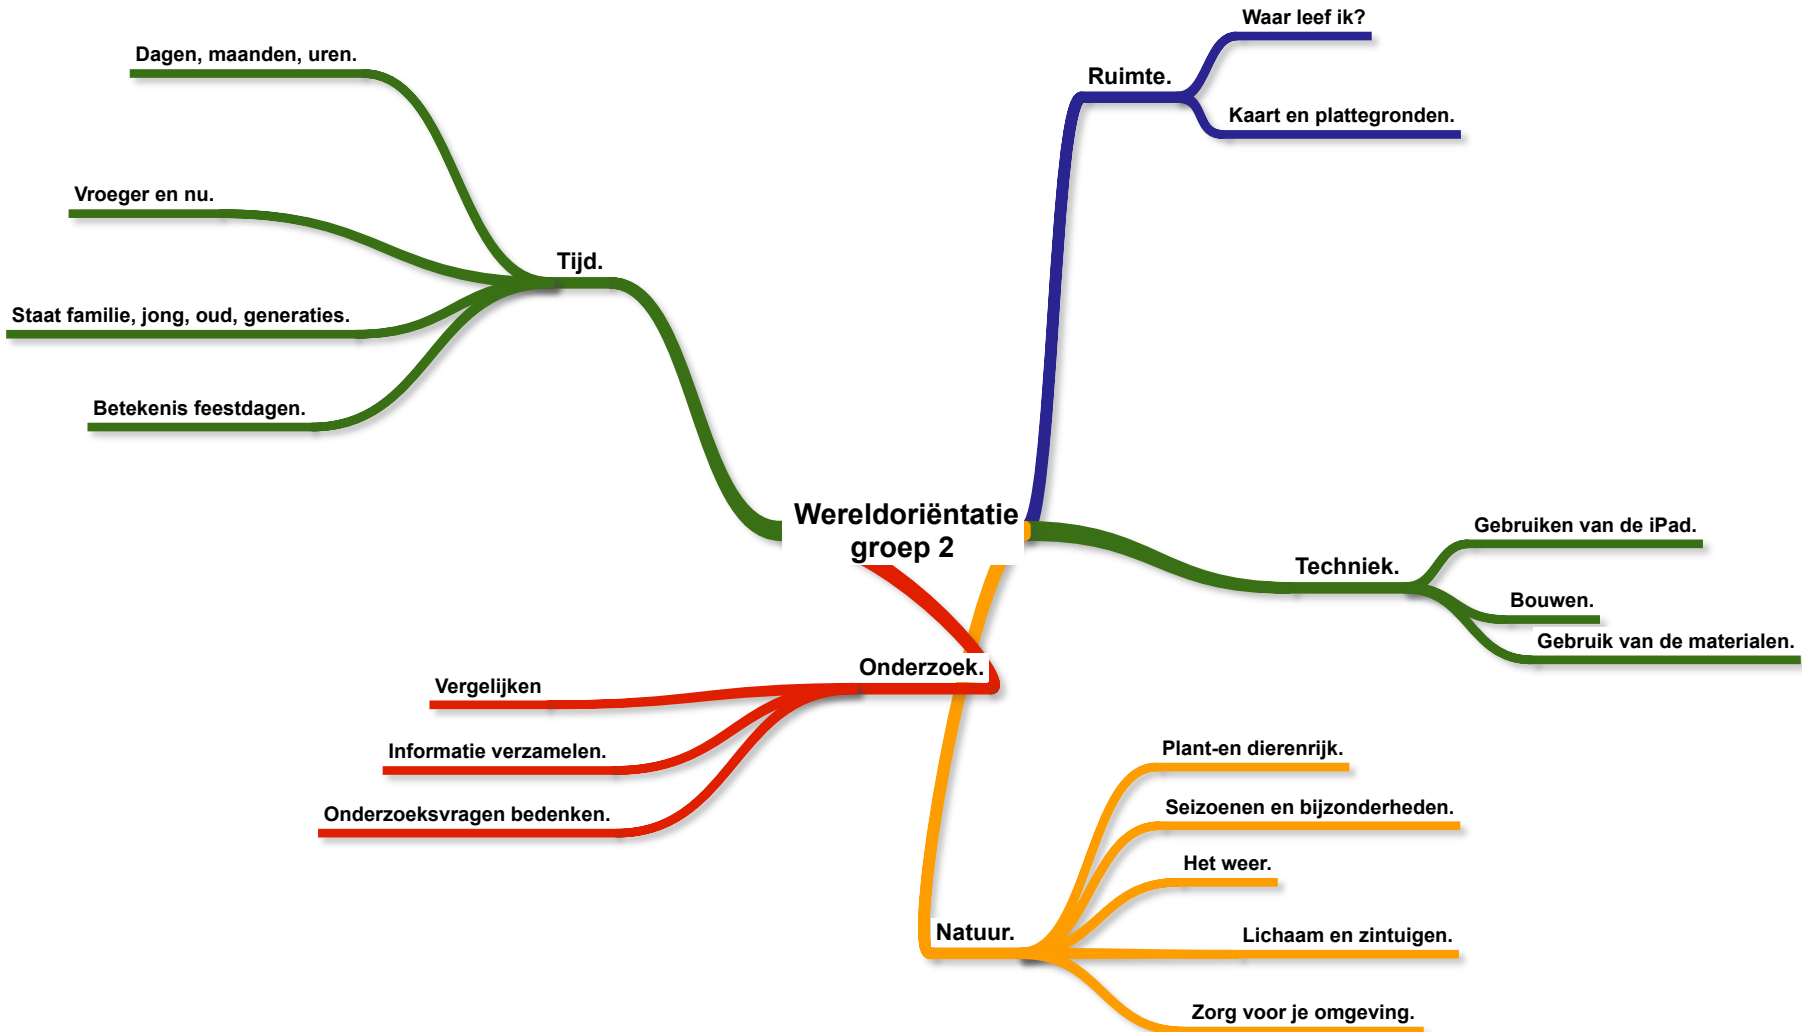 Wereldoriëntatie
groep 2
Tijd.
Dagen, maanden, uren.
Vroeger en nu.
Staat familie, jong, oud, generaties.
Betekenis feestdagen.
Ruimte.
Waar leef ik?
Kaart en plattegronden.
Techniek.
Gebruiken van de iPad.
Bouwen.
Gebruik van de materialen.
Onderzoek.
Vergelijken
Informatie verzamelen.
Onderzoeksvragen bedenken.
Natuur.
Plant-en dierenrijk.
Seizoenen en bijzonderheden.
Het weer.
Lichaam en zintuigen.
Zorg voor je omgeving.